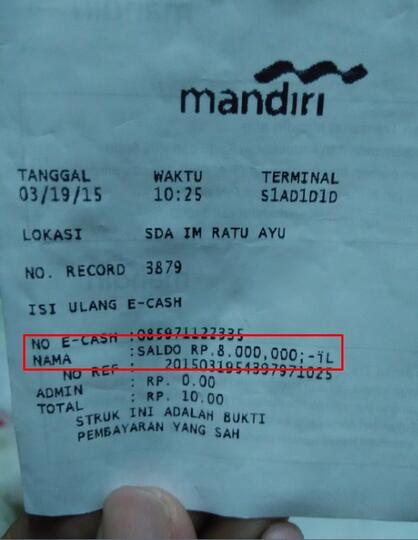 mandiri
TANGGAL WAKTU TERMINAL
03/19/15 10:25 S1AD1D1D
LOKASI SDA IM RATU AYU
NO. RECORD 3879
ISI ULANG E-CASH
NO E-CASH :085971122335
NAMA :SALDO RP.8.000,000;-ïL
NO REF : 2015031954397971025
ADMIN : RP. 0.00
TOTAL : RP. 10.00
STRUK INI ADALAH BUKTI
PEMBAYARAN YANG SAH